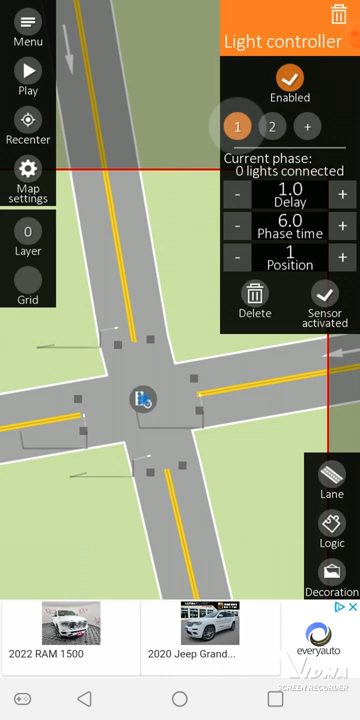 Menu
Play
Recenter
Map
settings
0
Layer
Grid
Light controller
Enabled
1 2 +
Current phase:
0 lights connected
- 1.0 +
Delay
- 6.0 +
Phase time
- 1 +
Position
Delete
Sensor
activated
Lane
Logic
Decoration
2022 RAM 1500
2020 Jeep Grand...
everyauto
VIDMA
SCREEN RECORDER